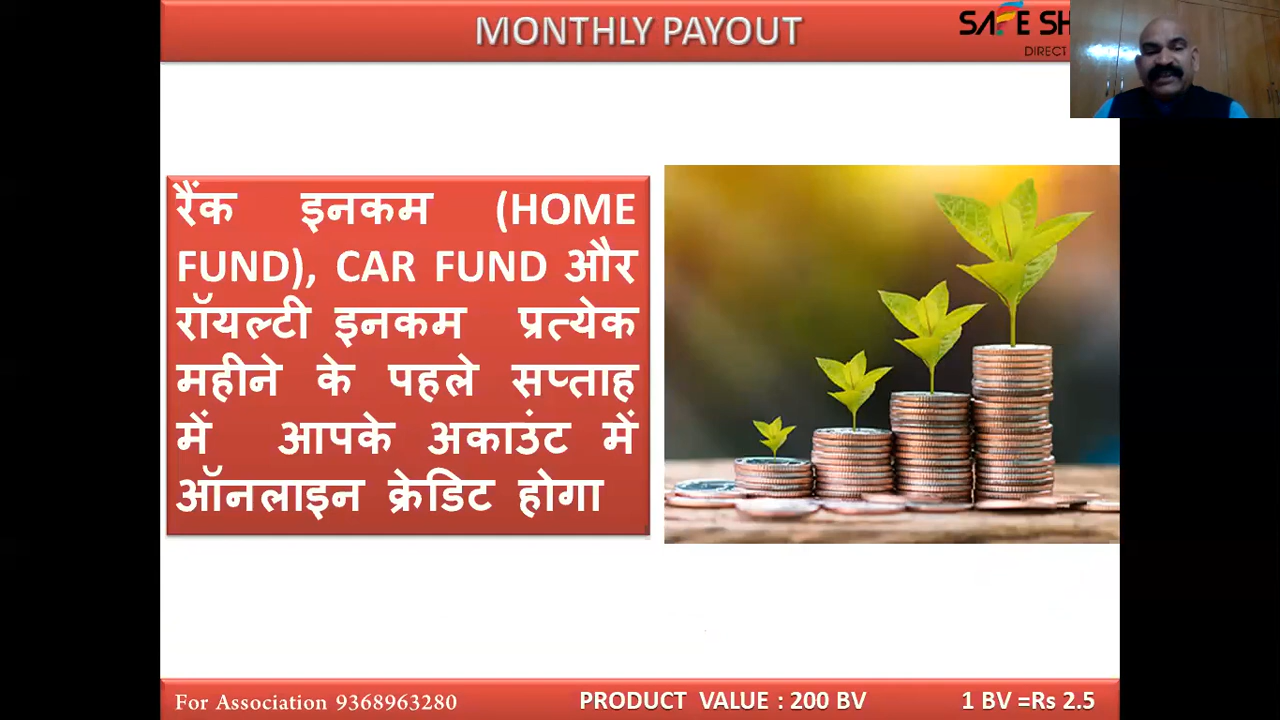 MONTHLY PAYOUT
SAFE SH
DIRECT
रैंक इनकम (HOME
FUND), CAR FUND और
रॉयल्टी इनकम प्रत्येक
महीने के पहले सप्ताह
में आपके अकाउंट में
ऑनलाइन क्रेडिट होगा
For Association 9368963280
PRODUCT VALUE : 200 BV
1 BV =Rs 2.5